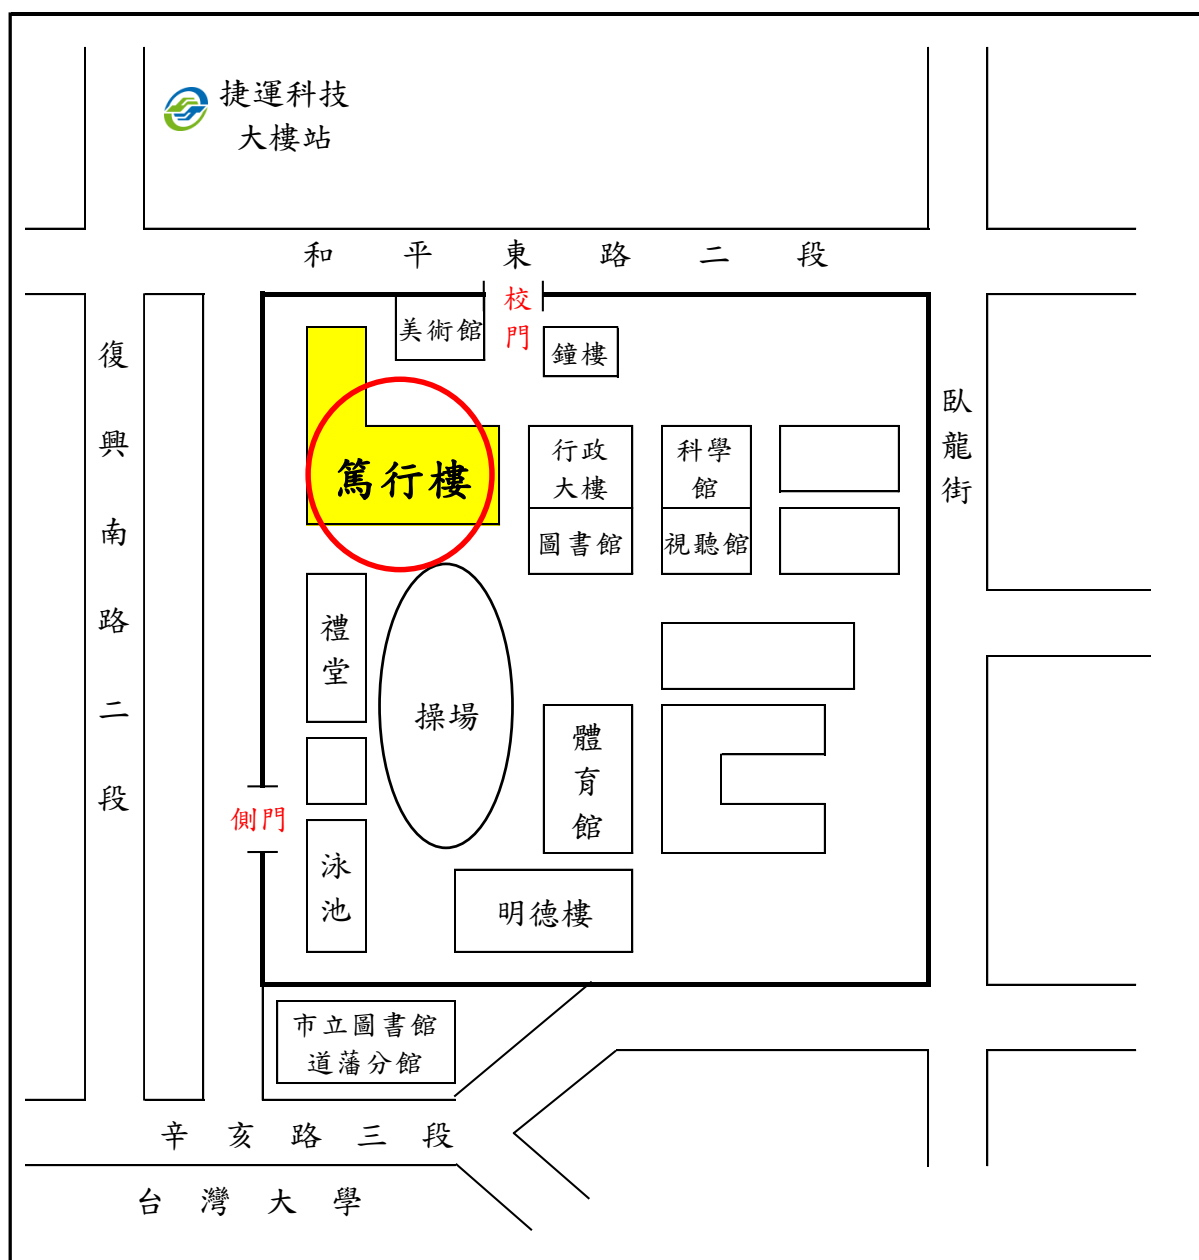 捷運科技
大樓站
和平東路二段
校門
美術館
鐘樓
復興南路二段
臥龍街
篤行樓
行政
大樓
科學
館
圖書館
視聽館
禮堂
操場
體育館
側門
泳池
明德樓
市立圖書館
道藩分館
辛亥路三段
台灣大學